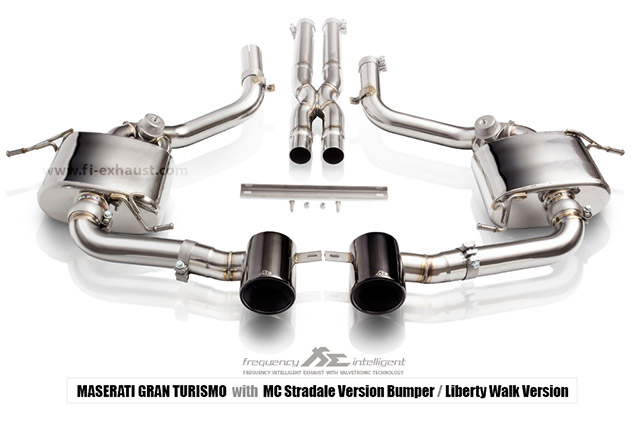 www.fi-exhaust.com
frequency Fi intelligent
FREQUENCY INTELLIGENT EXHAUST WITH VALVETRONIC TECHNOLOGY
MASERATI GRAN TURISMO with MC Stradale Version Bumper / Liberty Walk Version